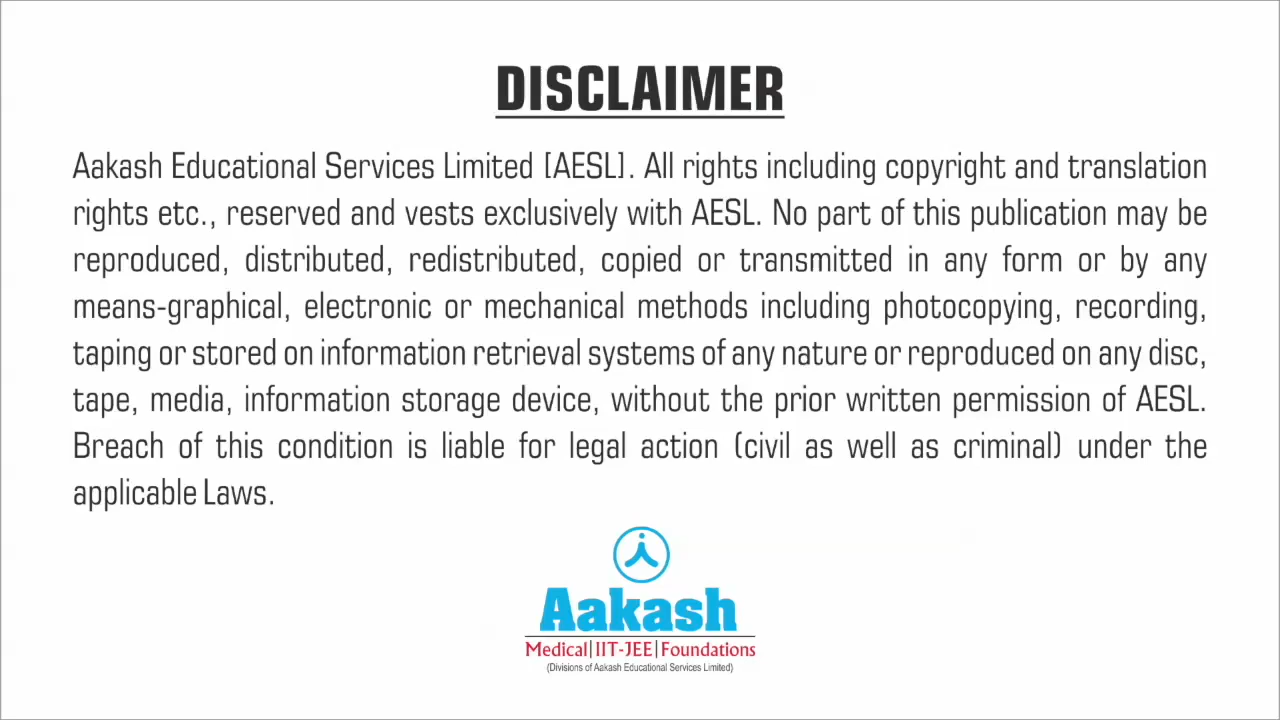 DISCLAIMER
Aakash Educational Services Limited [AESL]. All rights including copyright and translation
rights etc., reserved and vests exclusively with AESL. No part of this publication may be
reproduced, distributed, redistributed, copied or transmitted in any form or by any
means-graphical, electronic or mechanical methods including photocopying, recording,
taping or stored on information retrieval systems of any nature or reproduced on any disc,
tape, media, information storage device, without the prior written permission of AESL.
Breach of this condition is liable for legal action (civil as well as criminal) under the
applicable Laws.
Aakash
Medical|IIT-JEE|Foundations
(Divisions of Aakash Educational Services Limited)